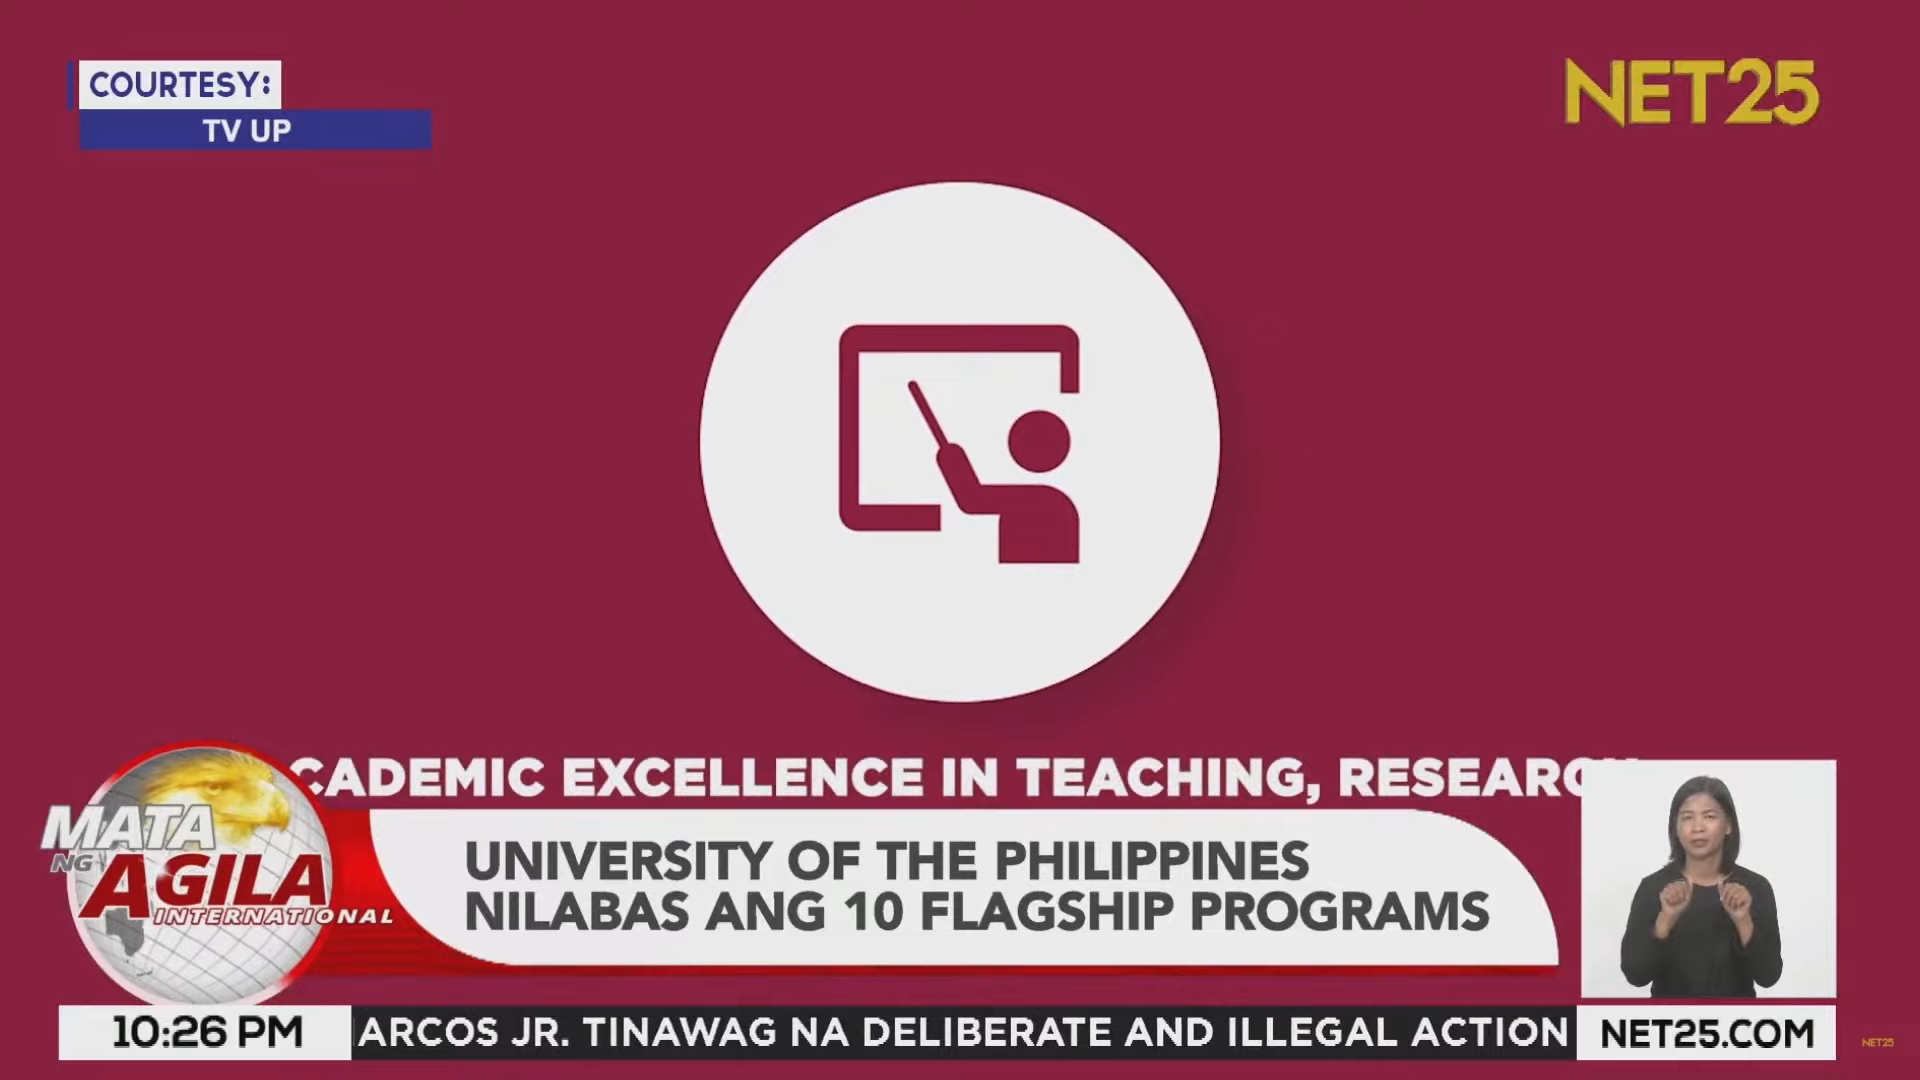 COURTESY:
TV UP
NET25
CADEMIC EXCELLENCE IN TEACHING, RESEARCH
MATA
NG
AGILA
INTERNATIONAL
UNIVERSITY OF THE PHILIPPINES
NILABAS ANG 10 FLAGSHIP PROGRAMS
10:26 PM
ARCOS JR. TINAWAG NA DELIBERATE AND ILLEGAL ACTION
NET25.COM
NET25